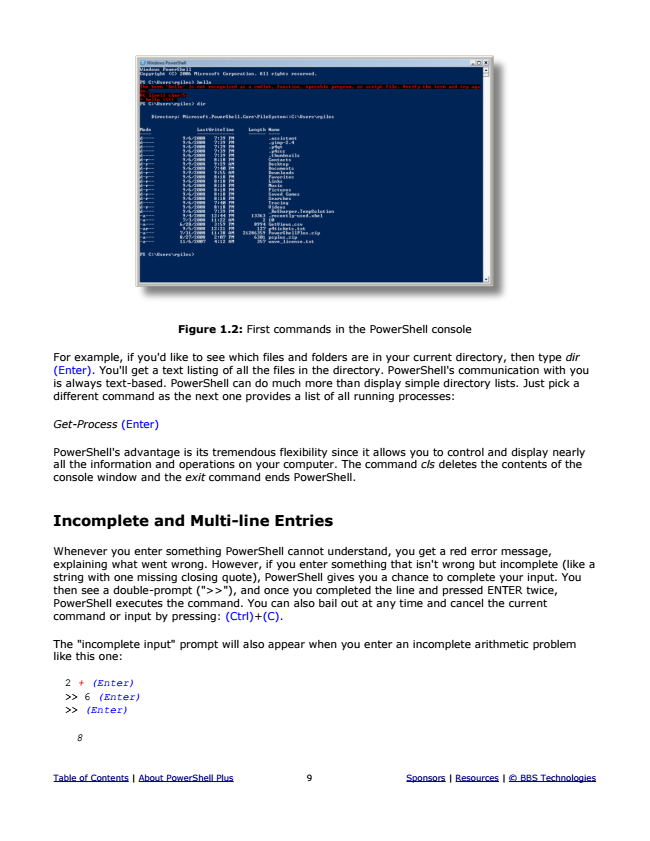 Windows PowerShell
Windows PowerShell
Copyright (C) 2006 Microsoft Corporation. All rights reserved.
PS C:\Users\rgiles> hello
PS C:\Users\rgiles> dir
Directory: Microsoft.PowerShell.Core\FileSystem::C:\Users\rgiles
Mode LastWriteTime Length Name
PS C:\Users\rgiles>
Figure 1.2: First commands in the PowerShell console
For example, if you'd like to see which files and folders are in your current directory, then type dir
(Enter). You'll get a text listing of all the files in the directory. PowerShell's communication with you
is always text-based. PowerShell can do much more than display simple directory lists. Just pick a
different command as the next one provides a list of all running processes:
Get-Process (Enter)
PowerShell's advantage is its tremendous flexibility since it allows you to control and display nearly
all the information and operations on your computer. The command cls deletes the contents of the
console window and the exit command ends PowerShell.
Incomplete and Multi-line Entries
Whenever you enter something PowerShell cannot understand, you get a red error message,
explaining what went wrong. However, if you enter something that isn't wrong but incomplete (like a
string with one missing closing quote), PowerShell gives you a chance to complete your input. You
then see a double-prompt (">>"), and once you completed the line and pressed ENTER twice,
PowerShell executes the command. You can also bail out at any time and cancel the current
command or input by pressing: (Ctrl)+(C).
The "incomplete input" prompt will also appear when you enter an incomplete arithmetic problem
like this one:
2 + (Enter)
>> 6 (Enter)
>> (Enter)
8
Table of Contents | About PowerShell Plus 9 Sponsors | Resources | © BBS Technologies